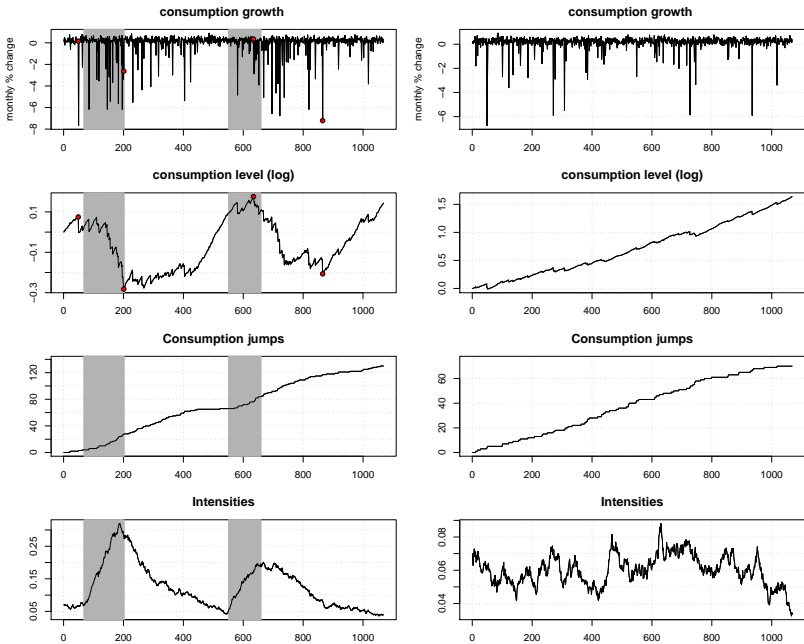 consumption growth
monthly % change
0
−2
−4
−6
−8
0 200 400 600 800 1000
consumption growth
monthly % change
0
−2
−4
−6
0 200 400 600 800 1000
consumption level (log)
0.1
−0.1
−0.3
0 200 400 600 800 1000
consumption level (log)
1.5
1.0
0.5
0.0
0 200 400 600 800 1000
Consumption jumps
120
80
40
0
0 200 400 600 800 1000
Consumption jumps
60
40
20
0
0 200 400 600 800 1000
Intensities
0.25
0.15
0.05
0 200 400 600 800 1000
Intensities
0.08
0.06
0.04
0 200 400 600 800 1000